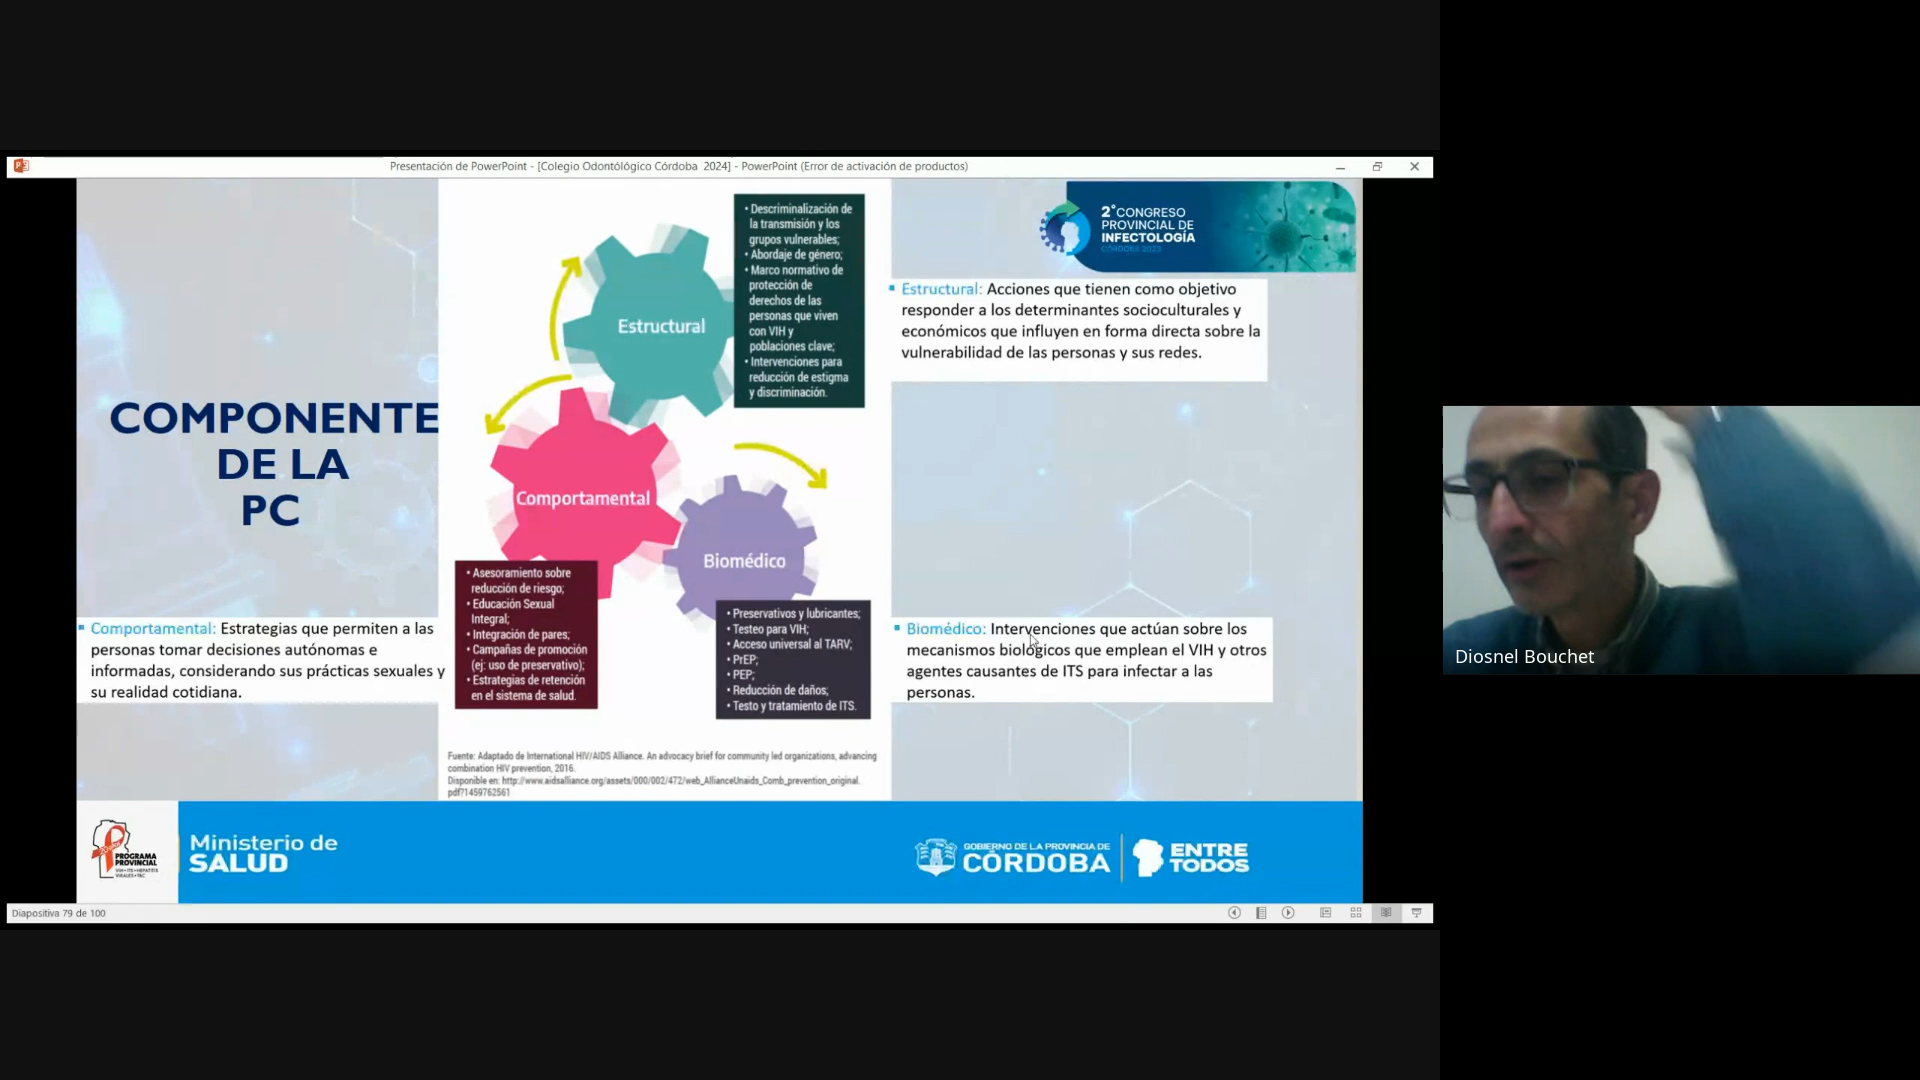 Presentación de PowerPoint - [Colegio Odontólógico Córdoba 2024] - PowerPoint (Error de activación de productos)
COMPONENTE
DE LA
PC
Estructural
• Descriminalización de
la transmisión y los
grupos vulnerables;
• Abordaje de género;
• Marco normativo de
protección de
derechos de las
personas que viven
con VIH y
poblaciones clave;
• Intervenciones para
reducción de estigma
y discriminación.
2°CONGRESO
PROVINCIAL DE
INFECTOLOGÍA
CÓRDOBA 2023
Estructural: Acciones que tienen como objetivo
responder a los determinantes socioculturales y
económicos que influyen en forma directa sobre la
vulnerabilidad de las personas y sus redes.
Comportamental
• Asesoramiento sobre
reducción de riesgo;
• Educación Sexual
Integral;
• Integración de pares;
• Campañas de promoción
(ej: uso de preservativo);
• Estrategias de retención
en el sistema de salud.
Biomédico
• Preservativos y lubricantes;
• Testeo para VIH;
• Acceso universal al TARV;
• PrEP;
• PEP;
• Reducción de daños;
• Testo y tratamiento de ITS.
Comportamental: Estrategias que permiten a las
personas tomar decisiones autónomas e
informadas, considerando sus prácticas sexuales y
su realidad cotidiana.
Biomédico: Intervenciones que actúan sobre los
mecanismos biológicos que emplean el VIH y otros
agentes causantes de ITS para infectar a las
personas.
Fuente: Adaptado de International HIV/AIDS Alliance. An advocacy brief for community led organizations, advancing
combination HIV prevention, 2016.
Disponible en: http://www.aidsalliance.org/assets/000/002/472/web_AllianceUnaids_Comb_prevention_original.
pdf?1459762561
PROGRAMA
PROVINCIAL
VIH•ITS•HEPATITIS
VIRALES•TBC
Ministerio de
SALUD
GOBIERNO DE LA PROVINCIA DE
CÓRDOBA
ENTRE
TODOS
Diapositiva 79 de 100
Diosnel Bouchet